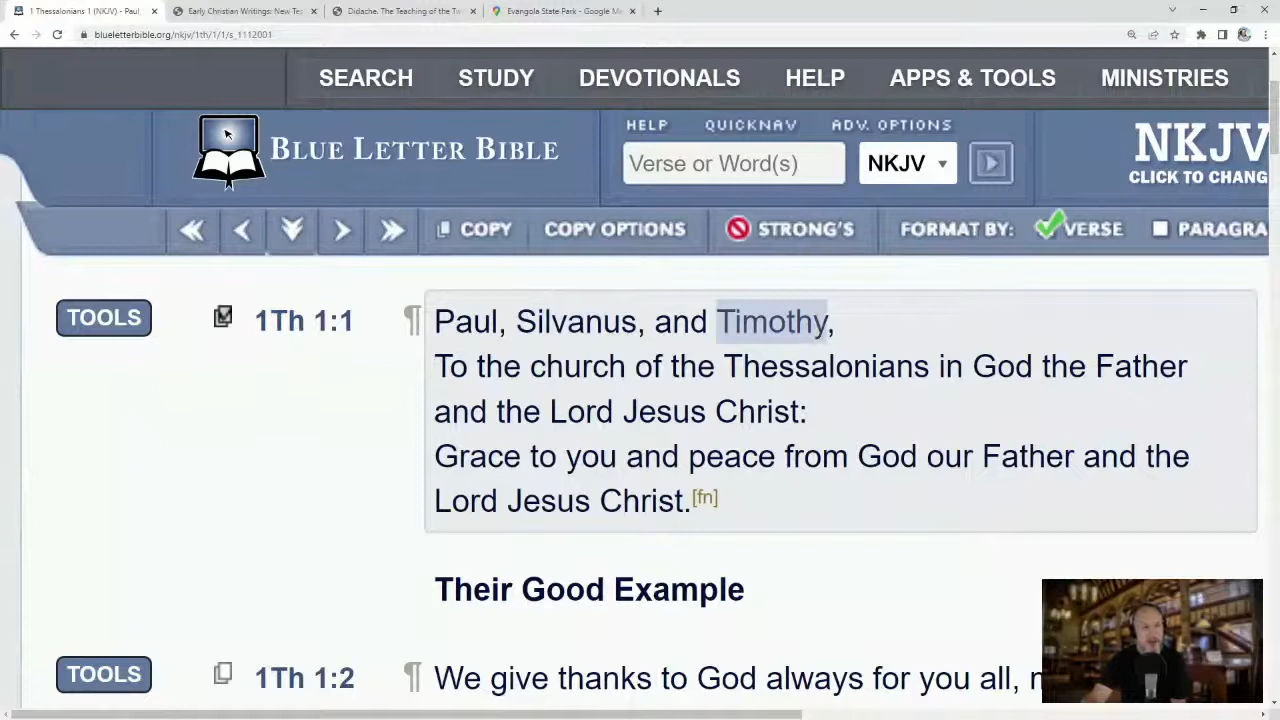 1 Thessalonians 1 (NKJV) - Paul,
Early Christian Writings: New Te
Didache. The Teaching of the Tw
Evangola State Park - Google Ma
blueletterbible.org/nkjv/1th/1/1/s_1112001
SEARCH STUDY DEVOTIONALS HELP APPS & TOOLS MINISTRIES
HELP QUICKNAV ADV. OPTIONS
BLUE LETTER BIBLE
Verse or Word(s)
NKJV
NKJV
CLICK TO CHANG
COPY COPY OPTIONS STRONG'S FORMAT BY: VERSE PARAGRA
TOOLS 1Th 1:1 ¶ Paul, Silvanus, and Timothy,
To the church of the Thessalonians in God the Father
and the Lord Jesus Christ:
Grace to you and peace from God our Father and the
Lord Jesus Christ.[fn]
Their Good Example
TOOLS 1Th 1:2 ¶ We give thanks to God always for you all,